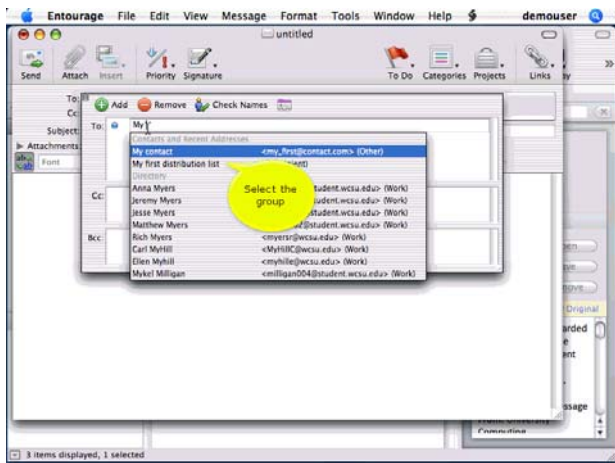 Entourage File Edit View Message Format Tools Window Help demouser
untitled
Send Attach Insert Priority Signature To Do Categories Projects Links
To:
Cc:
Subject:
Attachments:
Font
Add Remove Check Names
To: My
Contacts and Recent Addresses
My contact <my_first@contact.com> (Other)
My first distribution list
Directory
Anna Myers student.wcsu.edu> (Work)
Jeremy Myers student.wcsu.edu> (Work)
Jesse Myers student.wcsu.edu> (Work)
Matthew Myers @student.wcsu.edu> (Work)
Rich Myers <myersr@wcsu.edu> (Work)
Carl MyHill <MyHillC@wcsu.edu> (Work)
Ellen Myhill <myhille@wcsu.edu> (Work)
Mykel Milligan <milligan004@student.wcsu.edu> (Work)
Select the
group
Cc:
Bcc:
Original
3 items displayed, 1 selected